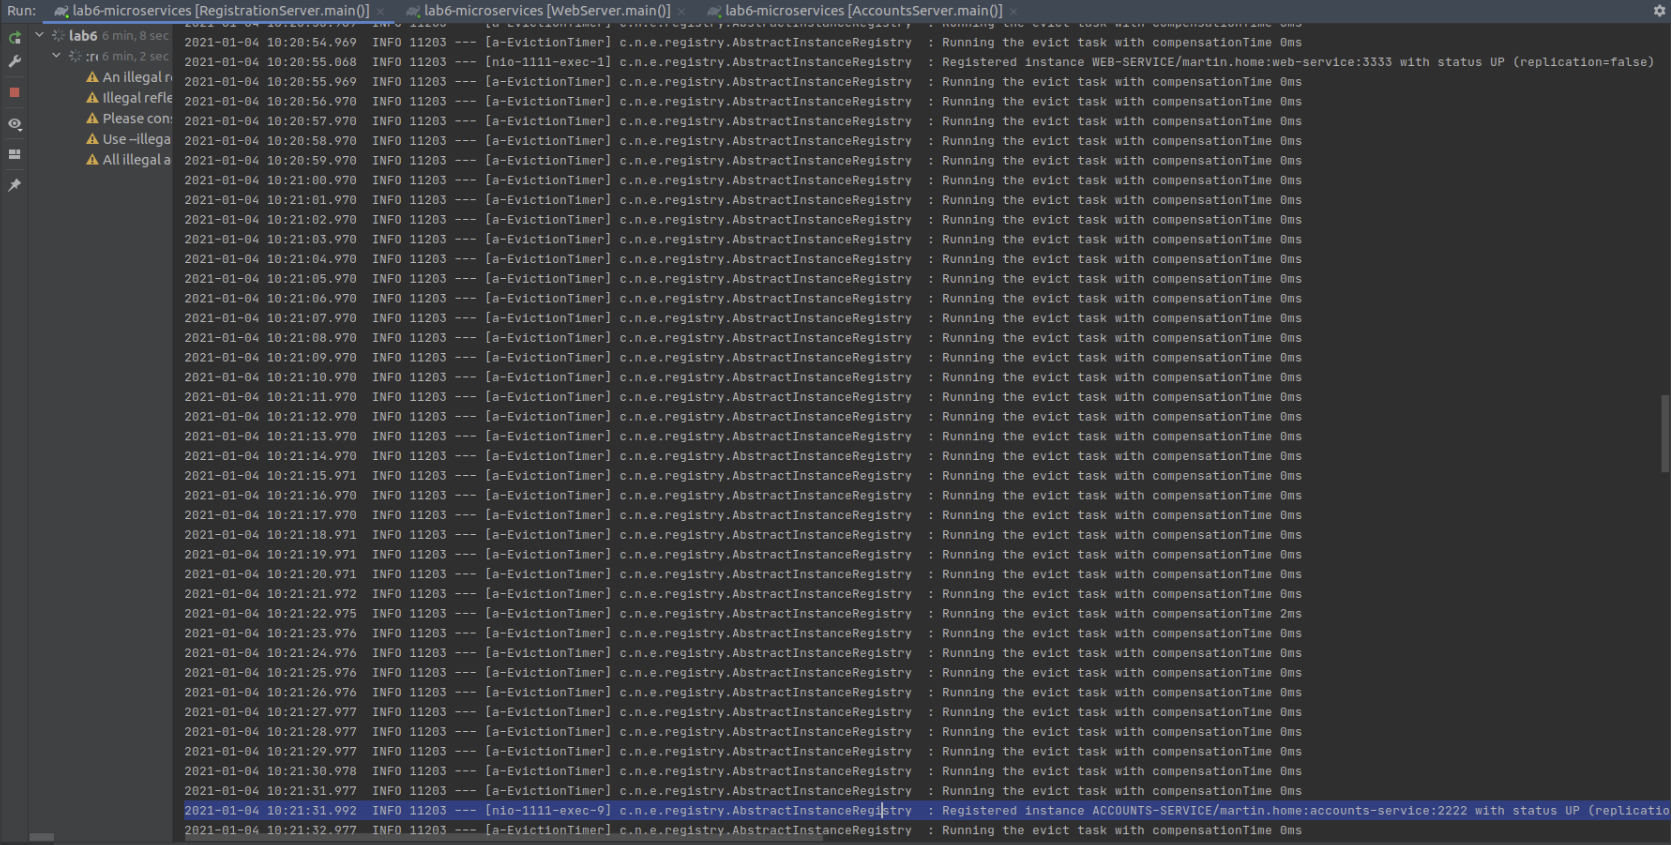 Run: lab6-microservices [RegistrationServer.main()] × lab6-microservices [WebServer.main()] × lab6-microservices [AccountsServer.main()] ×
lab6 6 min, 8 sec
:re 6 min, 2 sec
An illegal r
Illegal refle
Please cons
Use --illega
All illegal a
2021-01-04 10:20:54.969 INFO 11203 --- [a-EvictionTimer] c.n.e.registry.AbstractInstanceRegistry : Running the evict task with compensationTime 0ms
2021-01-04 10:20:55.068 INFO 11203 --- [nio-1111-exec-1] c.n.e.registry.AbstractInstanceRegistry : Registered instance WEB-SERVICE/martin.home:web-service:3333 with status UP (replication=false)
2021-01-04 10:20:55.969 INFO 11203 --- [a-EvictionTimer] c.n.e.registry.AbstractInstanceRegistry : Running the evict task with compensationTime 0ms
2021-01-04 10:20:56.970 INFO 11203 --- [a-EvictionTimer] c.n.e.registry.AbstractInstanceRegistry : Running the evict task with compensationTime 0ms
2021-01-04 10:20:57.970 INFO 11203 --- [a-EvictionTimer] c.n.e.registry.AbstractInstanceRegistry : Running the evict task with compensationTime 0ms
2021-01-04 10:20:58.970 INFO 11203 --- [a-EvictionTimer] c.n.e.registry.AbstractInstanceRegistry : Running the evict task with compensationTime 0ms
2021-01-04 10:20:59.970 INFO 11203 --- [a-EvictionTimer] c.n.e.registry.AbstractInstanceRegistry : Running the evict task with compensationTime 0ms
2021-01-04 10:21:00.970 INFO 11203 --- [a-EvictionTimer] c.n.e.registry.AbstractInstanceRegistry : Running the evict task with compensationTime 0ms
2021-01-04 10:21:01.970 INFO 11203 --- [a-EvictionTimer] c.n.e.registry.AbstractInstanceRegistry : Running the evict task with compensationTime 0ms
2021-01-04 10:21:02.970 INFO 11203 --- [a-EvictionTimer] c.n.e.registry.AbstractInstanceRegistry : Running the evict task with compensationTime 0ms
2021-01-04 10:21:03.970 INFO 11203 --- [a-EvictionTimer] c.n.e.registry.AbstractInstanceRegistry : Running the evict task with compensationTime 0ms
2021-01-04 10:21:04.970 INFO 11203 --- [a-EvictionTimer] c.n.e.registry.AbstractInstanceRegistry : Running the evict task with compensationTime 0ms
2021-01-04 10:21:05.970 INFO 11203 --- [a-EvictionTimer] c.n.e.registry.AbstractInstanceRegistry : Running the evict task with compensationTime 0ms
2021-01-04 10:21:06.970 INFO 11203 --- [a-EvictionTimer] c.n.e.registry.AbstractInstanceRegistry : Running the evict task with compensationTime 0ms
2021-01-04 10:21:07.970 INFO 11203 --- [a-EvictionTimer] c.n.e.registry.AbstractInstanceRegistry : Running the evict task with compensationTime 0ms
2021-01-04 10:21:08.970 INFO 11203 --- [a-EvictionTimer] c.n.e.registry.AbstractInstanceRegistry : Running the evict task with compensationTime 0ms
2021-01-04 10:21:09.970 INFO 11203 --- [a-EvictionTimer] c.n.e.registry.AbstractInstanceRegistry : Running the evict task with compensationTime 0ms
2021-01-04 10:21:10.970 INFO 11203 --- [a-EvictionTimer] c.n.e.registry.AbstractInstanceRegistry : Running the evict task with compensationTime 0ms
2021-01-04 10:21:11.970 INFO 11203 --- [a-EvictionTimer] c.n.e.registry.AbstractInstanceRegistry : Running the evict task with compensationTime 0ms
2021-01-04 10:21:12.970 INFO 11203 --- [a-EvictionTimer] c.n.e.registry.AbstractInstanceRegistry : Running the evict task with compensationTime 0ms
2021-01-04 10:21:13.970 INFO 11203 --- [a-EvictionTimer] c.n.e.registry.AbstractInstanceRegistry : Running the evict task with compensationTime 0ms
2021-01-04 10:21:14.970 INFO 11203 --- [a-EvictionTimer] c.n.e.registry.AbstractInstanceRegistry : Running the evict task with compensationTime 0ms
2021-01-04 10:21:15.971 INFO 11203 --- [a-EvictionTimer] c.n.e.registry.AbstractInstanceRegistry : Running the evict task with compensationTime 0ms
2021-01-04 10:21:16.970 INFO 11203 --- [a-EvictionTimer] c.n.e.registry.AbstractInstanceRegistry : Running the evict task with compensationTime 0ms
2021-01-04 10:21:17.970 INFO 11203 --- [a-EvictionTimer] c.n.e.registry.AbstractInstanceRegistry : Running the evict task with compensationTime 0ms
2021-01-04 10:21:18.971 INFO 11203 --- [a-EvictionTimer] c.n.e.registry.AbstractInstanceRegistry : Running the evict task with compensationTime 0ms
2021-01-04 10:21:19.971 INFO 11203 --- [a-EvictionTimer] c.n.e.registry.AbstractInstanceRegistry : Running the evict task with compensationTime 0ms
2021-01-04 10:21:20.971 INFO 11203 --- [a-EvictionTimer] c.n.e.registry.AbstractInstanceRegistry : Running the evict task with compensationTime 0ms
2021-01-04 10:21:21.972 INFO 11203 --- [a-EvictionTimer] c.n.e.registry.AbstractInstanceRegistry : Running the evict task with compensationTime 0ms
2021-01-04 10:21:22.975 INFO 11203 --- [a-EvictionTimer] c.n.e.registry.AbstractInstanceRegistry : Running the evict task with compensationTime 2ms
2021-01-04 10:21:23.976 INFO 11203 --- [a-EvictionTimer] c.n.e.registry.AbstractInstanceRegistry : Running the evict task with compensationTime 0ms
2021-01-04 10:21:24.976 INFO 11203 --- [a-EvictionTimer] c.n.e.registry.AbstractInstanceRegistry : Running the evict task with compensationTime 0ms
2021-01-04 10:21:25.976 INFO 11203 --- [a-EvictionTimer] c.n.e.registry.AbstractInstanceRegistry : Running the evict task with compensationTime 0ms
2021-01-04 10:21:26.976 INFO 11203 --- [a-EvictionTimer] c.n.e.registry.AbstractInstanceRegistry : Running the evict task with compensationTime 0ms
2021-01-04 10:21:27.977 INFO 11203 --- [a-EvictionTimer] c.n.e.registry.AbstractInstanceRegistry : Running the evict task with compensationTime 0ms
2021-01-04 10:21:28.977 INFO 11203 --- [a-EvictionTimer] c.n.e.registry.AbstractInstanceRegistry : Running the evict task with compensationTime 0ms
2021-01-04 10:21:29.977 INFO 11203 --- [a-EvictionTimer] c.n.e.registry.AbstractInstanceRegistry : Running the evict task with compensationTime 0ms
2021-01-04 10:21:30.978 INFO 11203 --- [a-EvictionTimer] c.n.e.registry.AbstractInstanceRegistry : Running the evict task with compensationTime 0ms
2021-01-04 10:21:31.977 INFO 11203 --- [a-EvictionTimer] c.n.e.registry.AbstractInstanceRegistry : Running the evict task with compensationTime 0ms
2021-01-04 10:21:31.992 INFO 11203 --- [nio-1111-exec-9] c.n.e.registry.AbstractInstanceRegistry : Registered instance ACCOUNTS-SERVICE/martin.home:accounts-service:2222 with status UP (replicatio
2021-01-04 10:21:32.977 INFO 11203 --- [a-EvictionTimer] c.n.e.registry.AbstractInstanceRegistry : Running the evict task with compensationTime 0ms